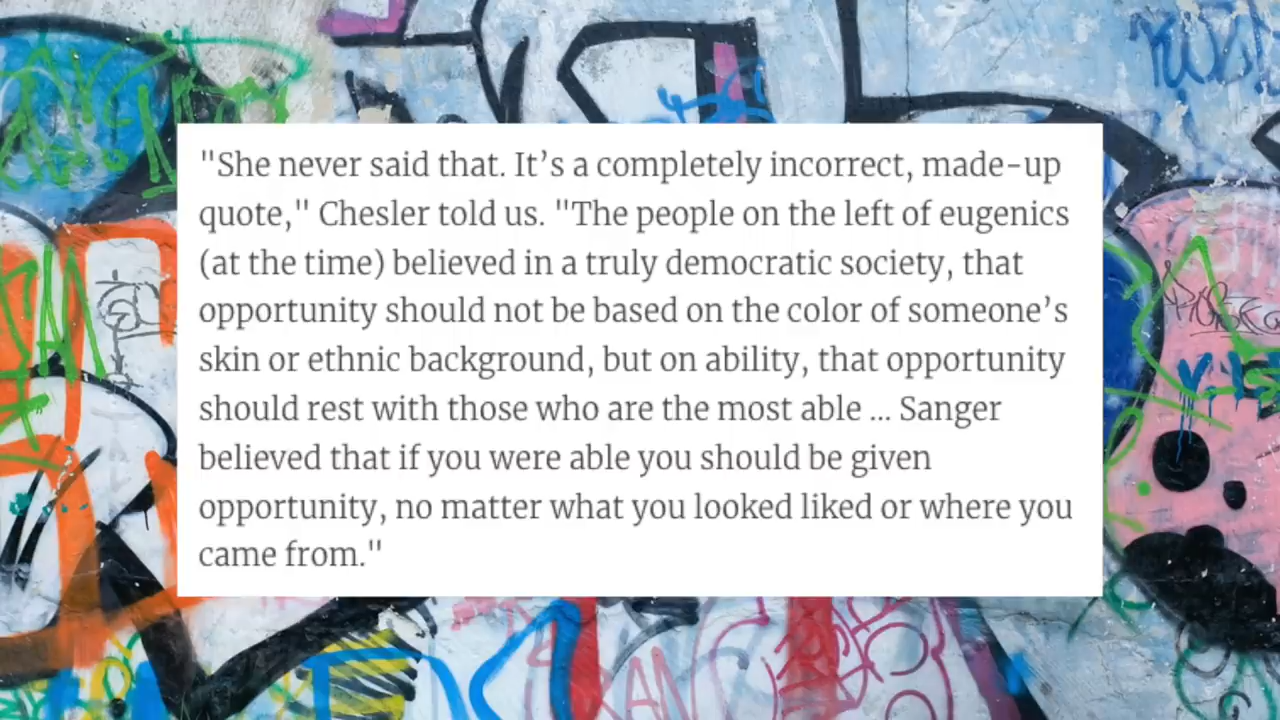 "She never said that. It’s a completely incorrect, made-up
quote," Chesler told us. "The people on the left of eugenics
(at the time) believed in a truly democratic society, that
opportunity should not be based on the color of someone’s
skin or ethnic background, but on ability, that opportunity
should rest with those who are the most able ... Sanger
believed that if you were able you should be given
opportunity, no matter what you looked liked or where you
came from."